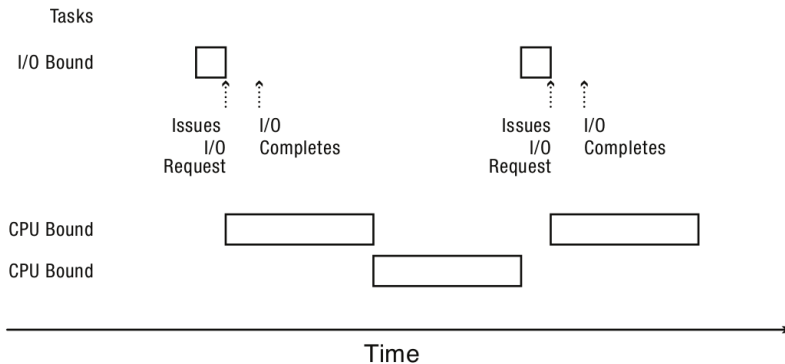 Tasks
I/O Bound
Issues I/O Completes
I/O Request
Issues I/O Completes
I/O Request
CPU Bound
CPU Bound
Time